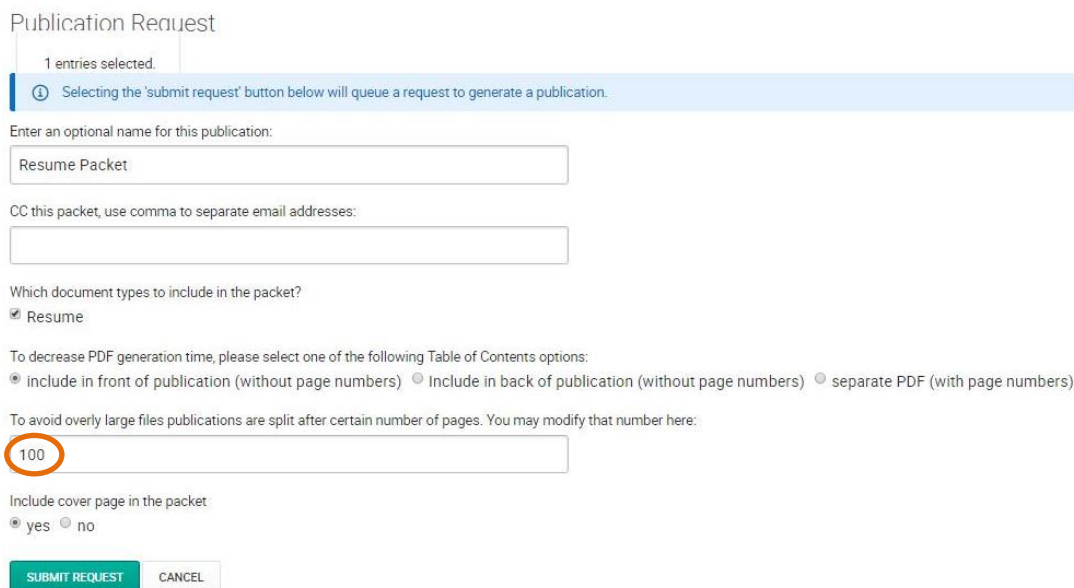 Publication Request
1 entries selected.
Selecting the 'submit request' button below will queue a request to generate a publication.
Enter an optional name for this publication:
Resume Packet
CC this packet, use comma to separate email addresses:
Which document types to include in the packet?
Resume
To decrease PDF generation time, please select one of the following Table of Contents options:
include in front of publication (without page numbers) Include in back of publication (without page numbers) separate PDF (with page numbers)
To avoid overly large files publications are split after certain number of pages. You may modify that number here:
100
Include cover page in the packet
yes no
SUBMIT REQUEST CANCEL